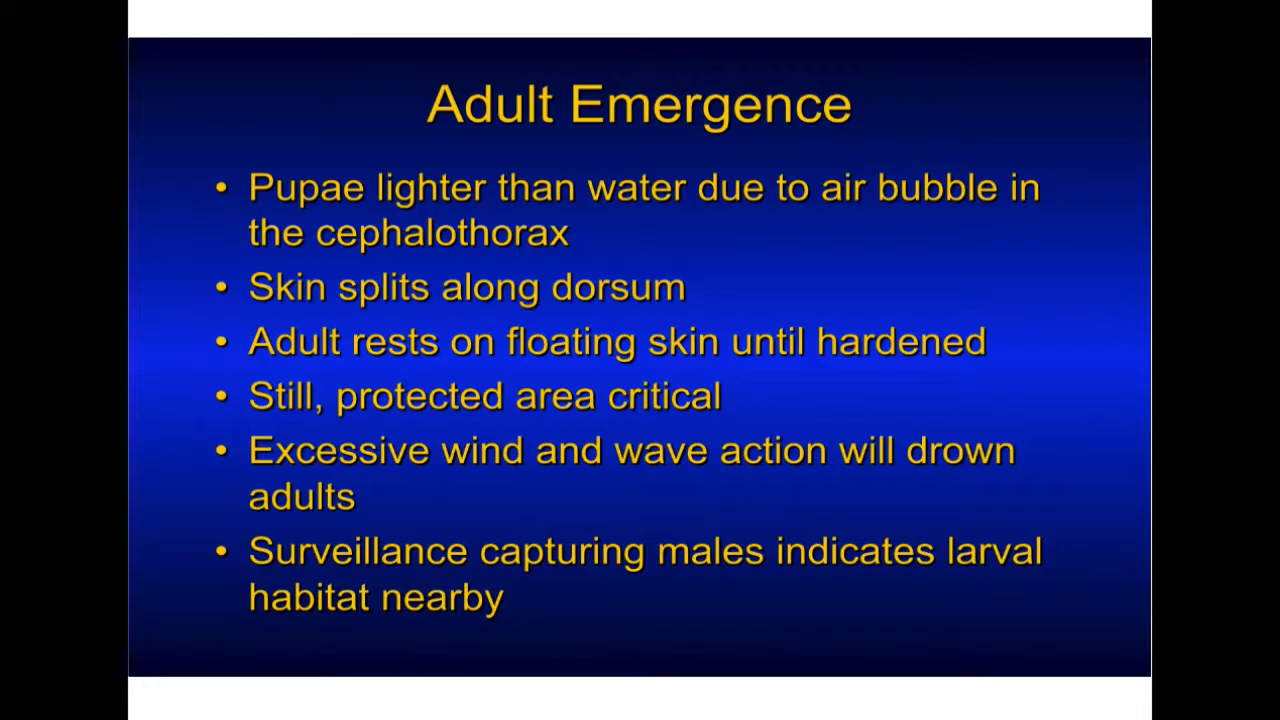 Adult Emergence
• Pupae lighter than water due to air bubble in
the cephalothorax
• Skin splits along dorsum
• Adult rests on floating skin until hardened
• Still, protected area critical
• Excessive wind and wave action will drown
adults
• Surveillance capturing males indicates larval
habitat nearby